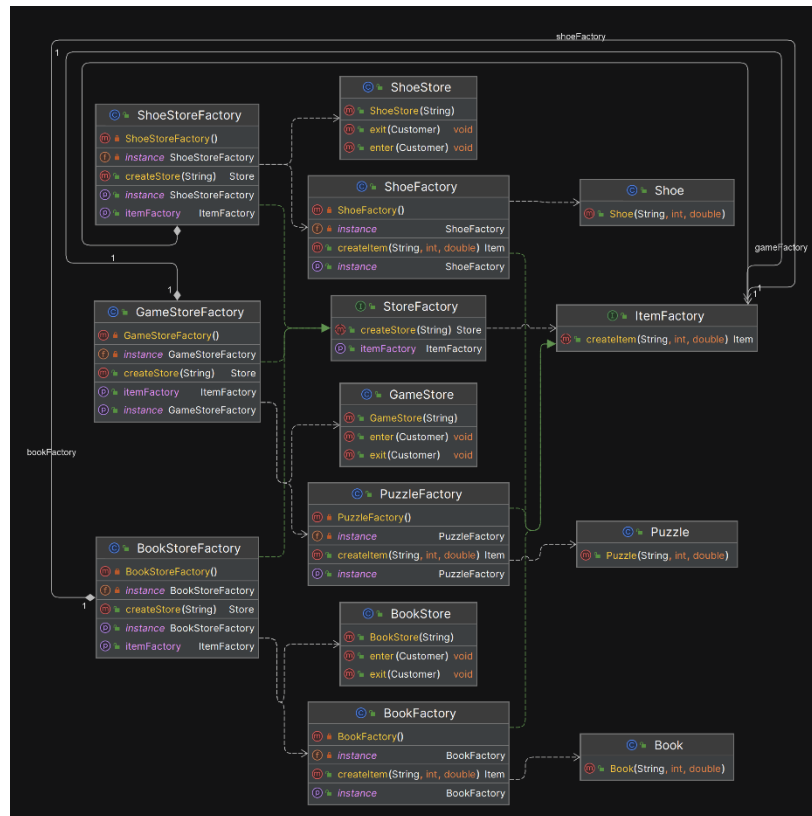 shoeFactory
1
ShoeStore
ShoeStore(String)
exit(Customer) void
enter(Customer) void
ShoeStoreFactory
ShoeStoreFactory()
instance ShoeStoreFactory
createStore(String) Store
instance ShoeStoreFactory
itemFactory ItemFactory
ShoeFactory
ShoeFactory()
instance ShoeFactory
createItem(String, int, double) Item
instance ShoeFactory
Shoe
Shoe(String, int, double)
gameFactory
1
1
1
1
GameStoreFactory
GameStoreFactory()
instance GameStoreFactory
createStore(String) Store
itemFactory ItemFactory
instance GameStoreFactory
StoreFactory
createStore(String) Store
itemFactory ItemFactory
ItemFactory
createItem(String, int, double) Item
GameStore
GameStore(String)
enter(Customer) void
exit(Customer) void
bookFactory
PuzzleFactory
PuzzleFactory()
instance PuzzleFactory
createItem(String, int, double) Item
instance PuzzleFactory
Puzzle
Puzzle(String, int, double)
BookStoreFactory
BookStoreFactory()
instance BookStoreFactory
createStore(String) Store
instance BookStoreFactory
itemFactory ItemFactory
1
BookStore
BookStore(String)
enter(Customer) void
exit(Customer) void
BookFactory
BookFactory()
instance BookFactory
createItem(String, int, double) Item
instance BookFactory
Book
Book(String, int, double)